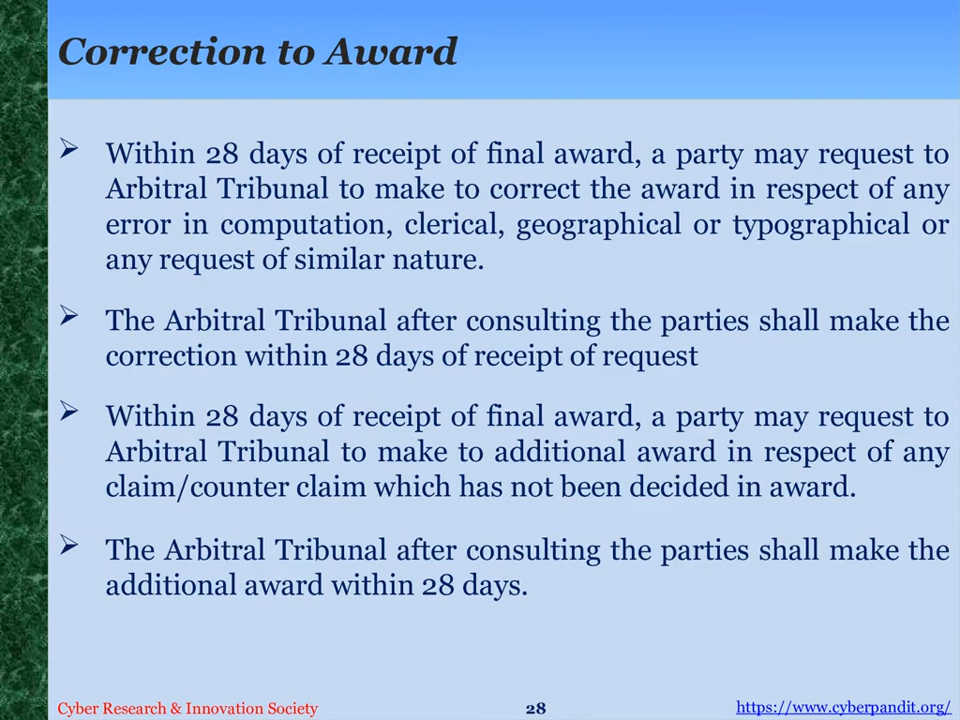 Correction to Award
Within 28 days of receipt of final award, a party may request to
Arbitral Tribunal to make to correct the award in respect of any
error in computation, clerical, geographical or typographical or
any request of similar nature.
The Arbitral Tribunal after consulting the parties shall make the
correction within 28 days of receipt of request
Within 28 days of receipt of final award, a party may request to
Arbitral Tribunal to make to additional award in respect of any
claim/counter claim which has not been decided in award.
The Arbitral Tribunal after consulting the parties shall make the
additional award within 28 days.
Cyber Research & Innovation Society
28
https://www.cyberpandit.org/